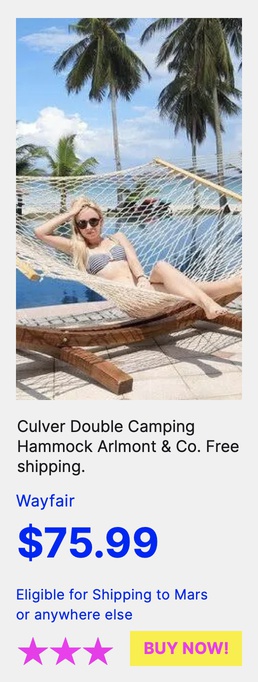 Culver Double Camping
Hammock Arlmont & Co. Free
shipping.
Wayfair
$75.99
Eligible for Shipping to Mars
or anywhere else
BUY NOW!